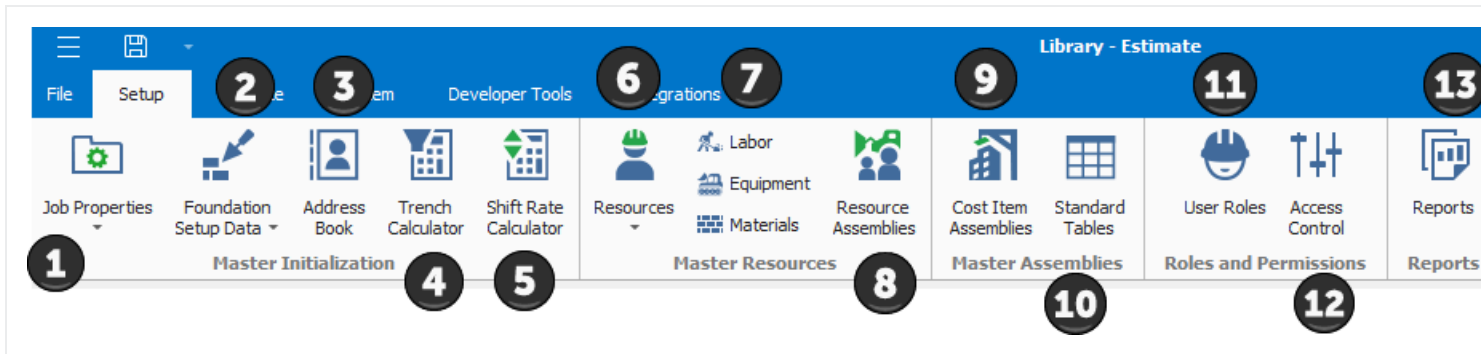 Library - Estimate
2 3 6 7 9 11 13
File Setup Developer Tools
Labor
Equipment
Materials
Job Properties Foundation Setup Data Address Book Trench Calculator Shift Rate Calculator Resources Resource Assemblies Cost Item Assemblies Standard Tables User Roles Access Control Reports
Master Initialization Master Resources Master Assemblies Roles and Permissions Reports
1 4 5 8 10 12